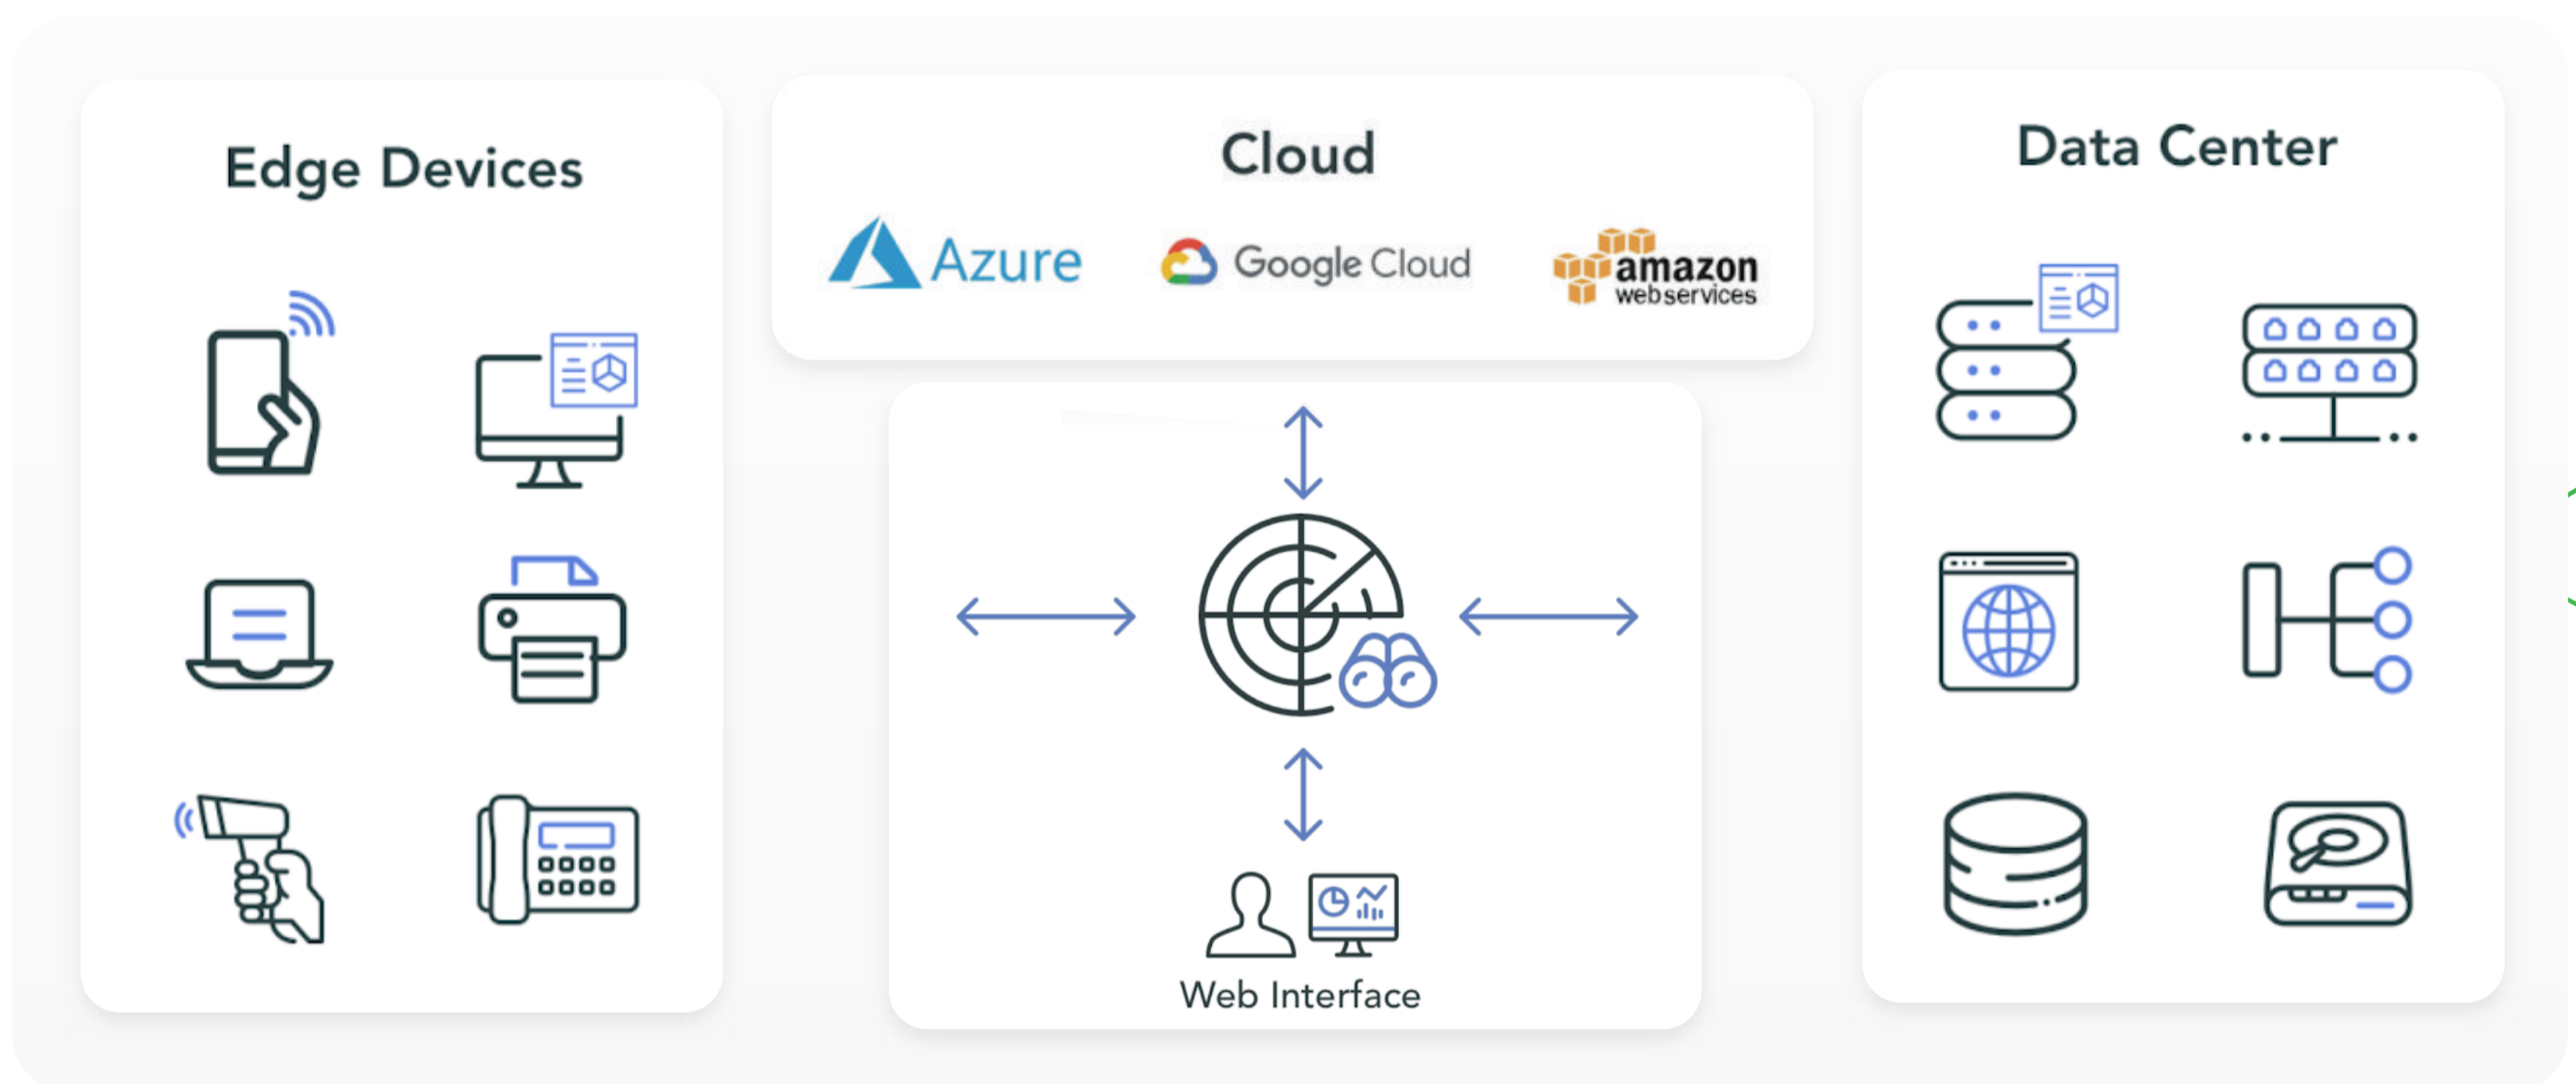 Edge Devices
Cloud
Azure
Google Cloud
amazon
webservices
Data Center
Web Interface